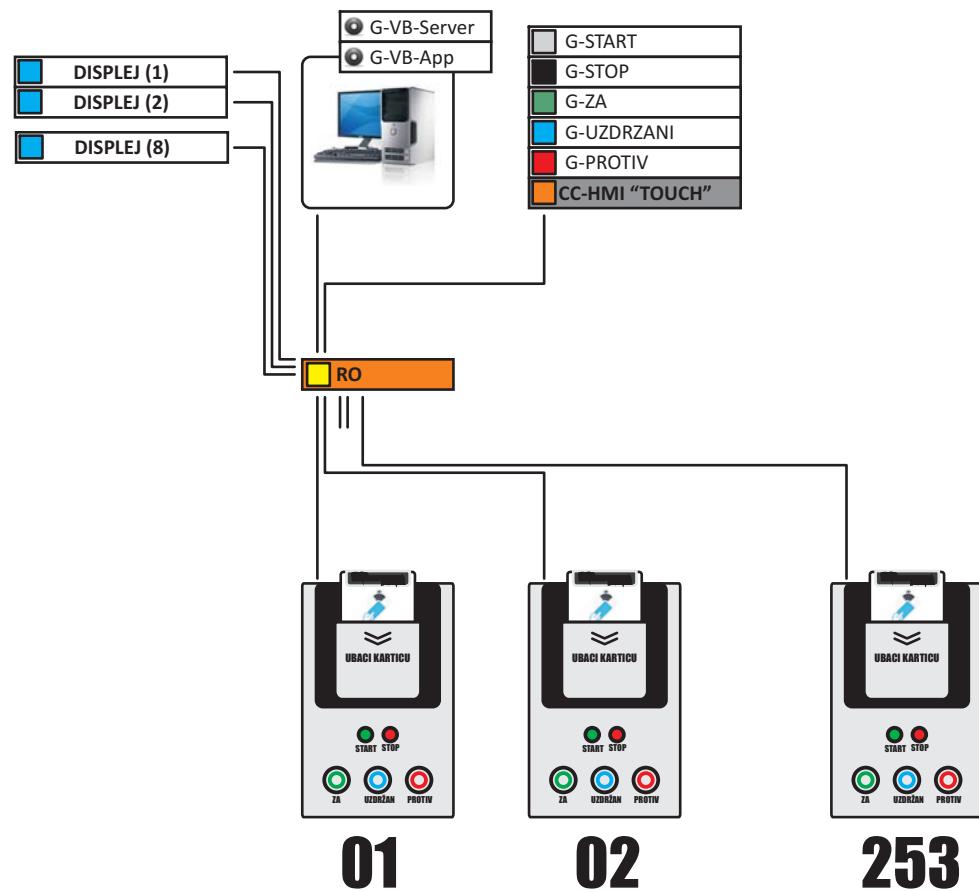 G-VB-Server
G-VB-App
DISPLEJ (1)
DISPLEJ (2)
DISPLEJ (8)
G-START
G-STOP
G-ZA
G-UZDRZANI
G-PROTIV
CC-HMI “TOUCH”
RO
UBACI KARTICU
START STOP
ZA UZDRŽAN PROTIV
01
UBACI KARTICU
START STOP
ZA UZDRŽAN PROTIV
02
UBACI KARTICU
START STOP
ZA UZDRŽAN PROTIV
253